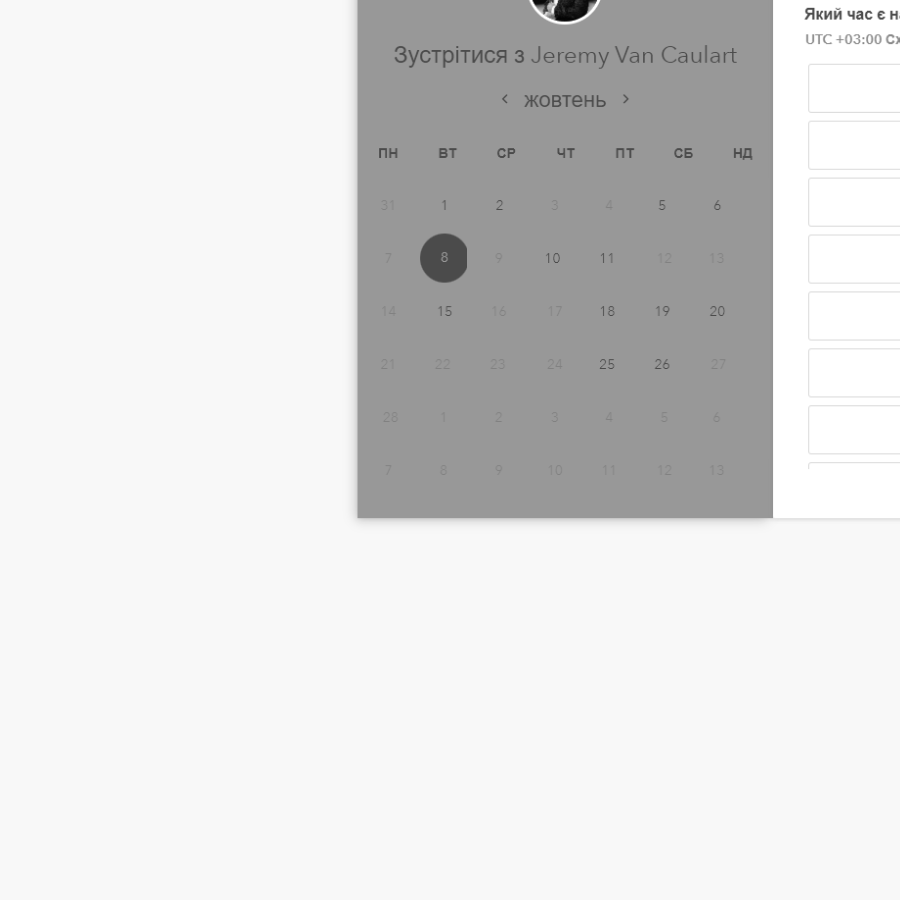 Зустрітися з Jeremy Van Caulart
‹ жовтень ›
ПН ВТ СР ЧТ ПТ СБ НД
31 1 2 3 4 5 6
7 8 9 10 11 12 13
14 15 16 17 18 19 20
21 22 23 24 25 26 27
28 1 2 3 4 5 6
7 8 9 10 11 12 13
Який час є
UTC +03:00